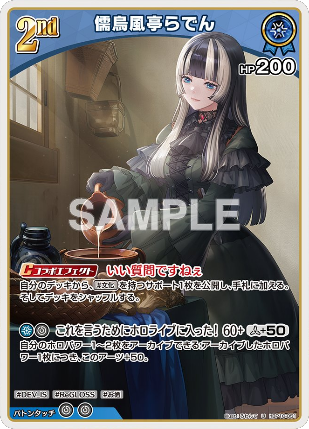 2nd
儒烏風亭らでん
HP200
SAMPLE
コラボエフェクト いい質問ですねぇ
自分のデッキから、を持つサポート1枚を公開し、手札に加える。
そしてデッキをシャッフルする。
これを言うためにホロライブに入った! 60+ +50
自分のホロパワー1~2枚をアーカイブできる:アーカイブしたホロパ
ワー1枚につき、このアーツ+50。
#DEV_IS #ReGLOSS #お酒
バトンタッチ